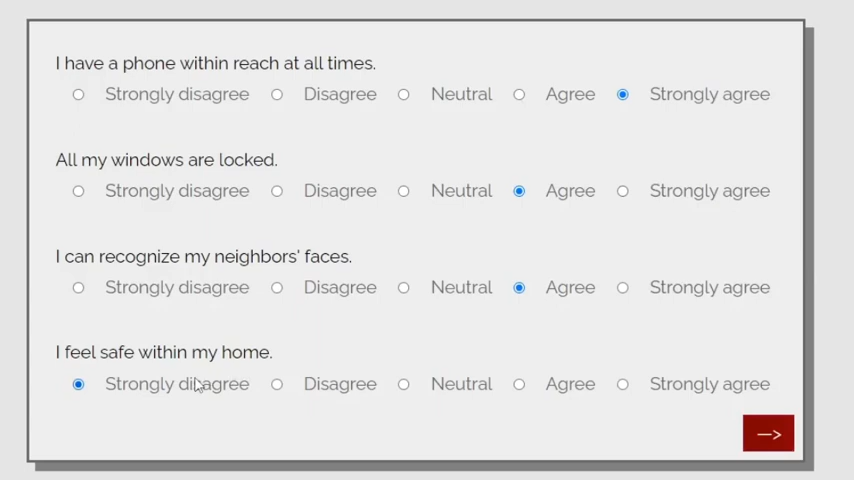 I have a phone within reach at all times.
Strongly disagree Disagree Neutral Agree Strongly agree
All my windows are locked.
Strongly disagree Disagree Neutral Agree Strongly agree
I can recognize my neighbors' faces.
Strongly disagree Disagree Neutral Agree Strongly agree
I feel safe within my home.
Strongly disagree Disagree Neutral Agree Strongly agree
—>